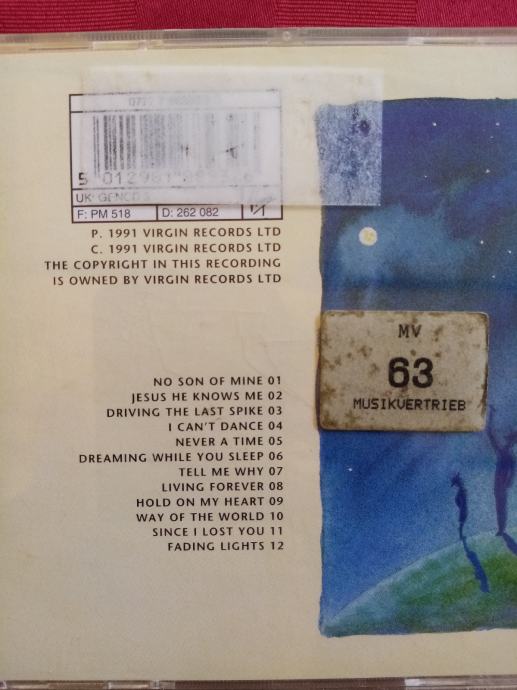 UK: GENCD 3
F: PM 518
D: 262 082
P. 1991 VIRGIN RECORDS LTD
C. 1991 VIRGIN RECORDS LTD
THE COPYRIGHT IN THIS RECORDING
IS OWNED BY VIRGIN RECORDS LTD
MV
63
MUSIKVERTRIEB
NO SON OF MINE 01
JESUS HE KNOWS ME 02
DRIVING THE LAST SPIKE 03
I CAN'T DANCE 04
NEVER A TIME 05
DREAMING WHILE YOU SLEEP 06
TELL ME WHY 07
LIVING FOREVER 08
HOLD ON MY HEART 09
WAY OF THE WORLD 10
SINCE I LOST YOU 11
FADING LIGHTS 12